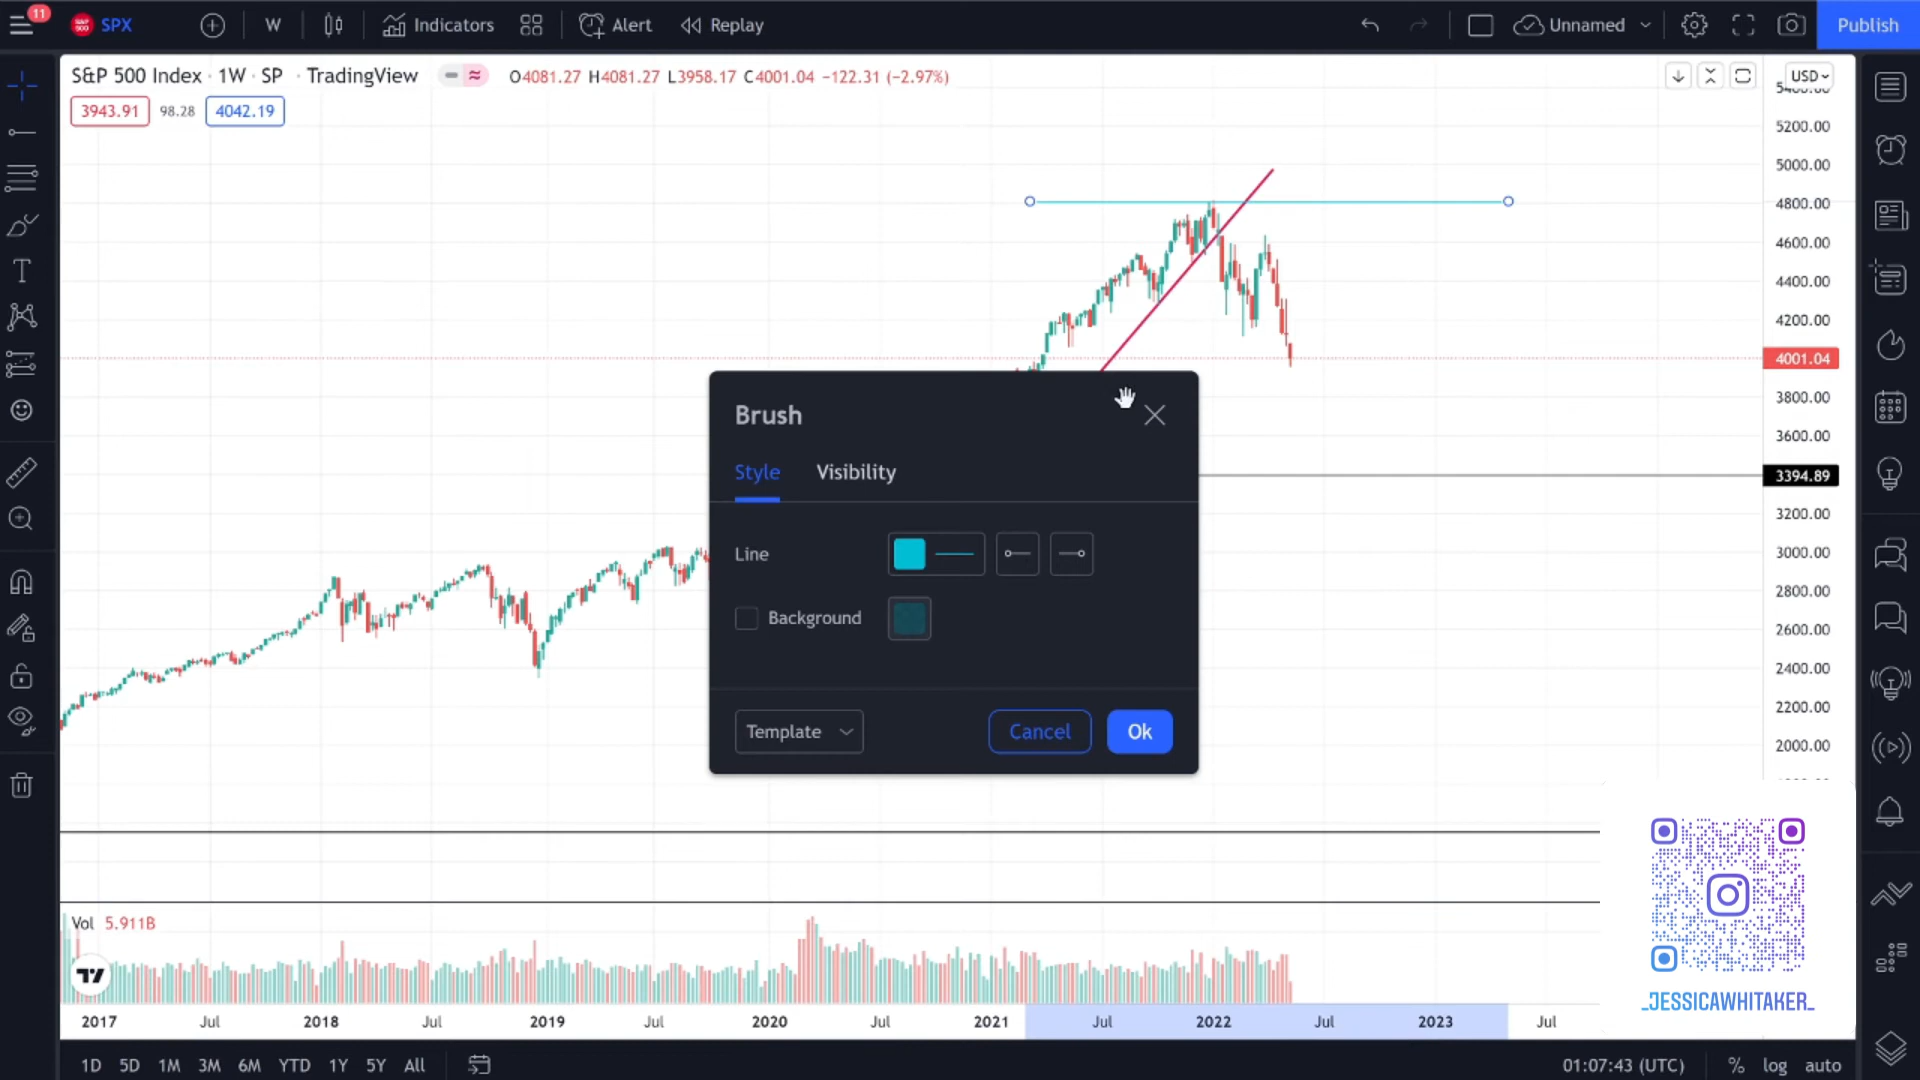 11
S&P 500
SPX
W
Indicators
Alert
Replay
Unnamed
Publish
S&P 500 Index · 1W · SP · TradingView
O4081.27 H4081.27 L3958.17 C4001.04 −122.31 (−2.97%)
USD
3943.91 98.28 4042.19
5200.00
5000.00
4800.00
4600.00
4400.00
4200.00
4001.04
3800.00
3600.00
3394.89
3200.00
3000.00
2800.00
2600.00
2400.00
2200.00
2000.00
Brush
Style Visibility
Line
Background
Template
Cancel
Ok
Vol 5.911B
2017 Jul 2018 Jul 2019 Jul 2020 Jul 2021 Jul 2022 Jul 2023 Jul
_JESSICAWHITAKER_
1D 5D 1M 3M 6M YTD 1Y 5Y All
01:07:43 (UTC) % log auto